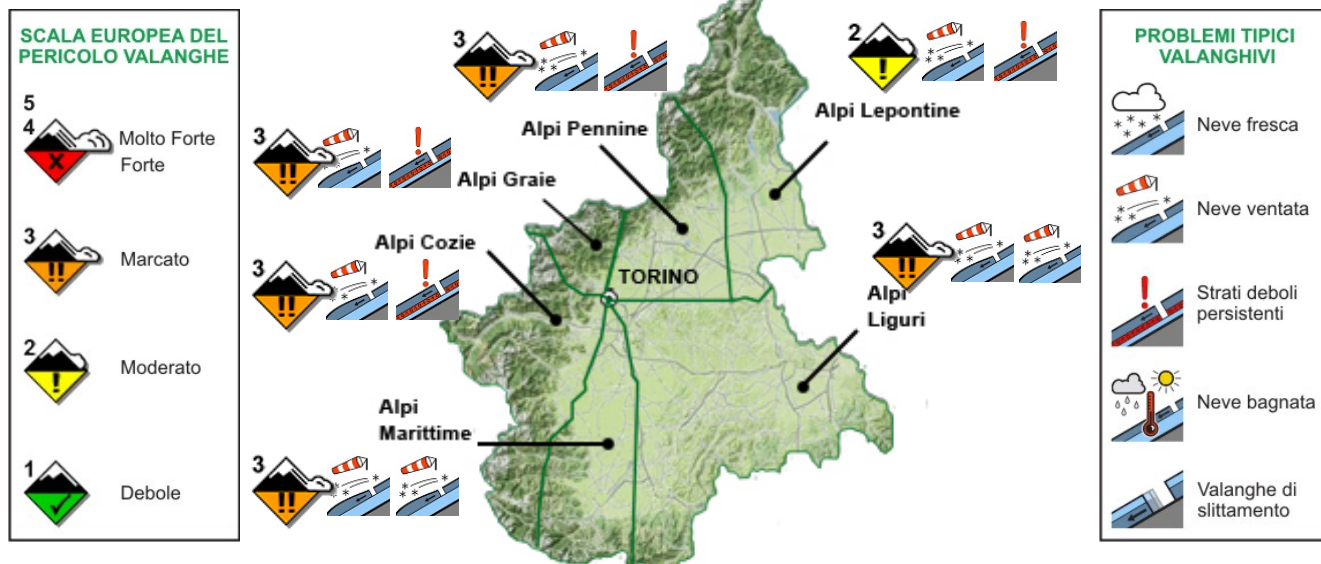 SCALA EUROPEA DEL
PERICOLO VALANGHE
5
4
Molto Forte
Forte
3
Marcato
2
Moderato
1
Debole
3
2
Alpi Lepontine
Alpi Pennine
3
Alpi Graie
Alpi Cozie
3
TORINO
3
Alpi
Liguri
Alpi
Marittime
3
PROBLEMI TIPICI
VALANGHIVI
Neve fresca
Neve ventata
Strati deboli
persistenti
Neve bagnata
Valanghe di
slittamento